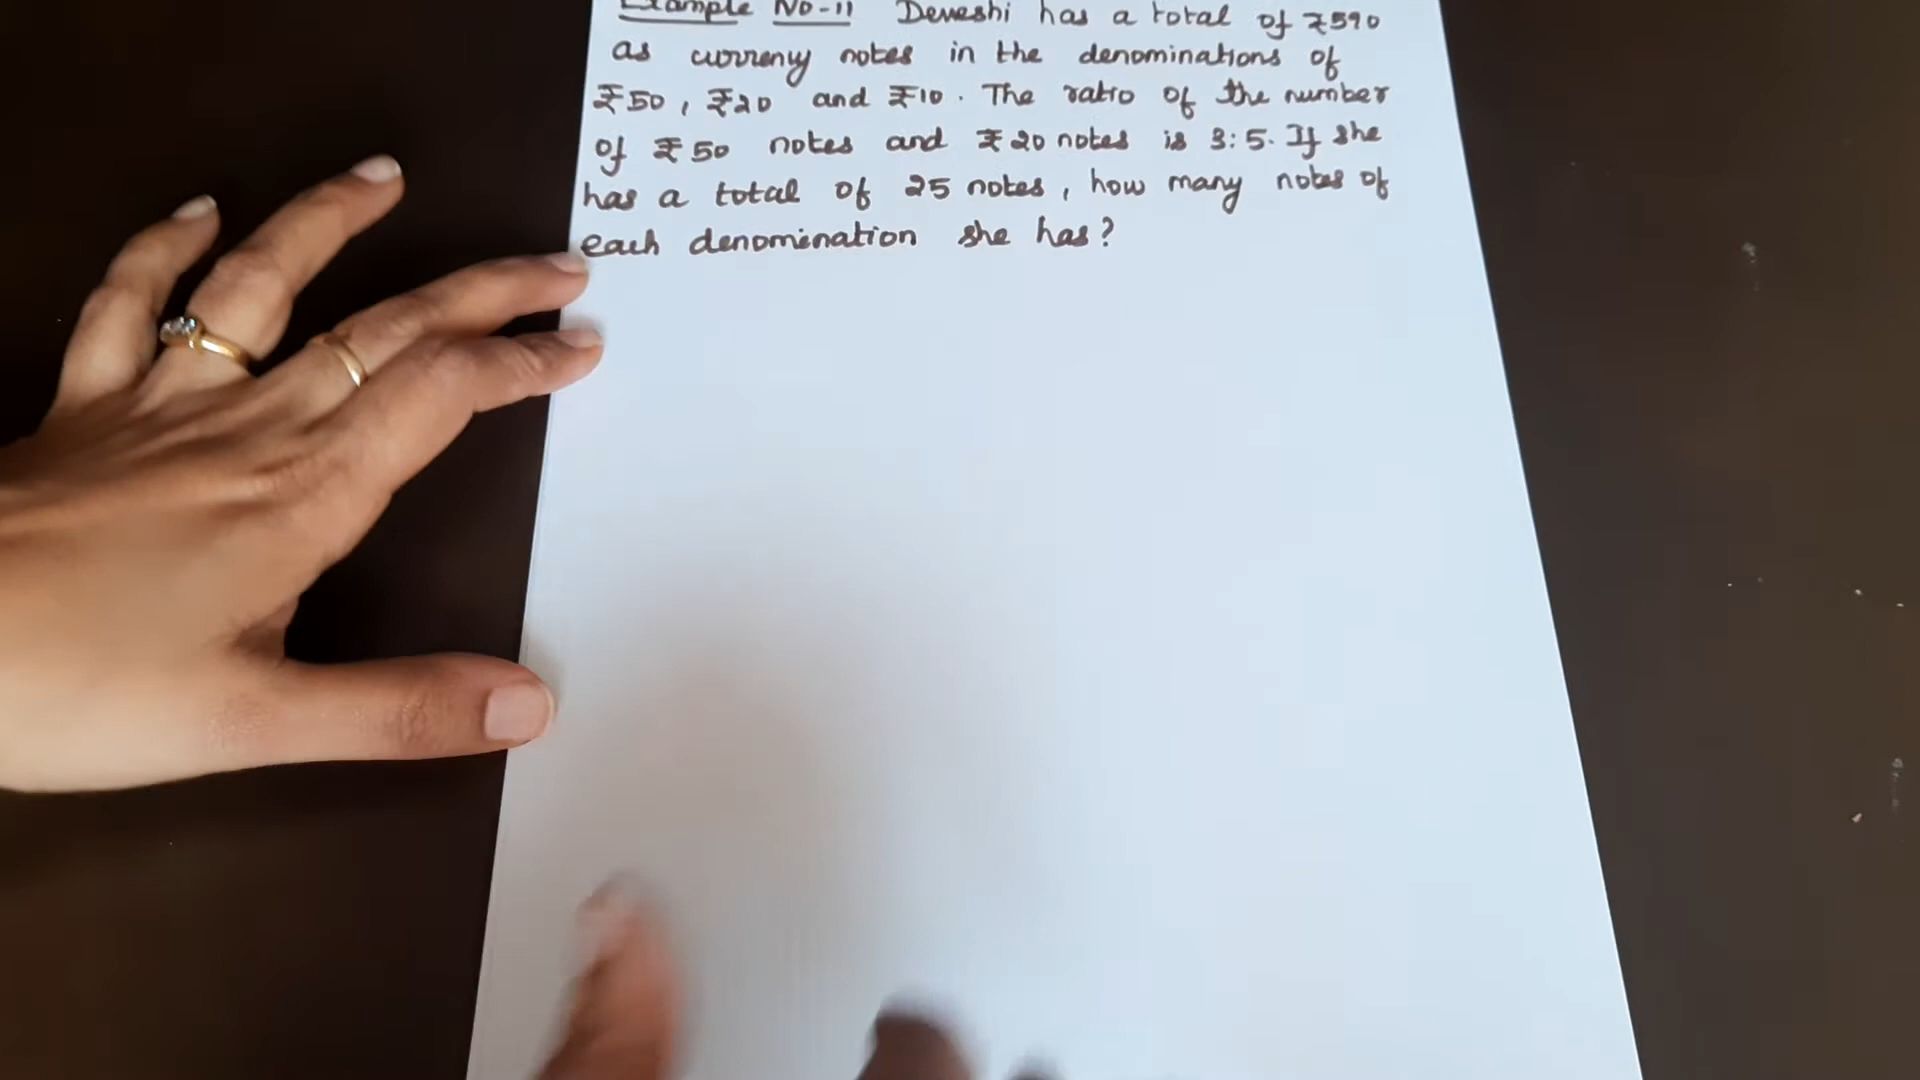 Example No-11 Deveshi has a total of ₹590
as currency notes in the denominations of
₹50, ₹20 and ₹10. The ratio of the number
of ₹50 notes and ₹20 notes is 3:5. If she
has a total of 25 notes, how many notes of
each denomination she has?